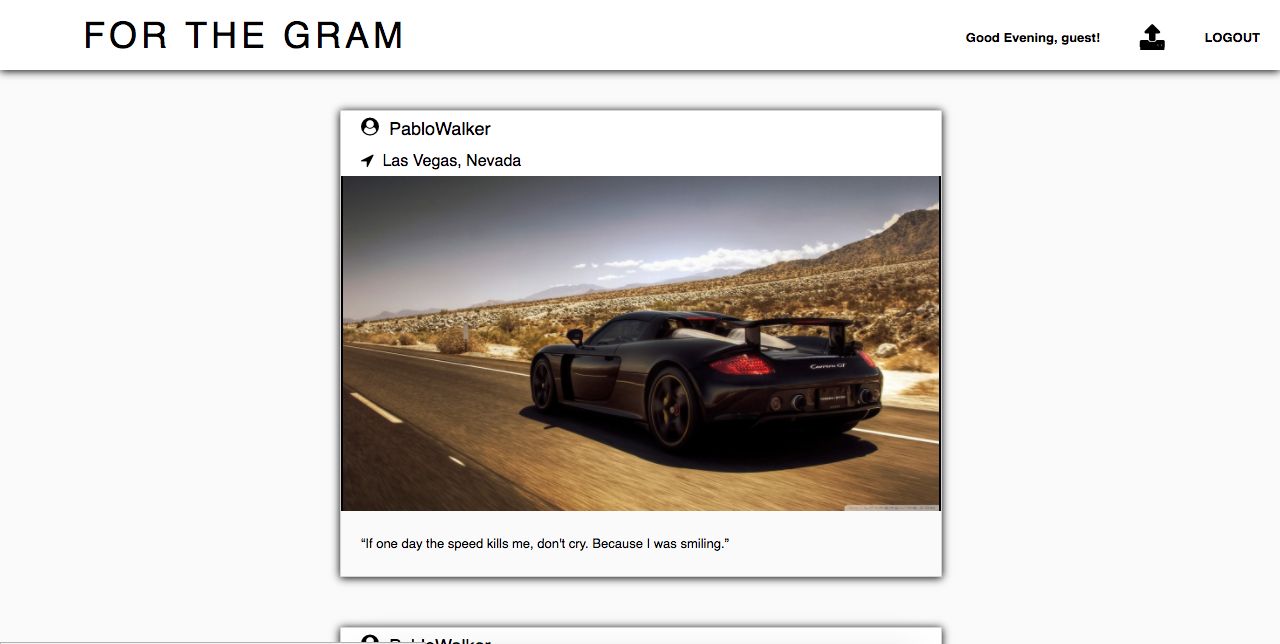 FOR THE GRAM
Good Evening, guest!
LOGOUT
PabloWalker
Las Vegas, Nevada
Carrera GT
“If one day the speed kills me, don't cry. Because I was smiling.”
PabloWalker